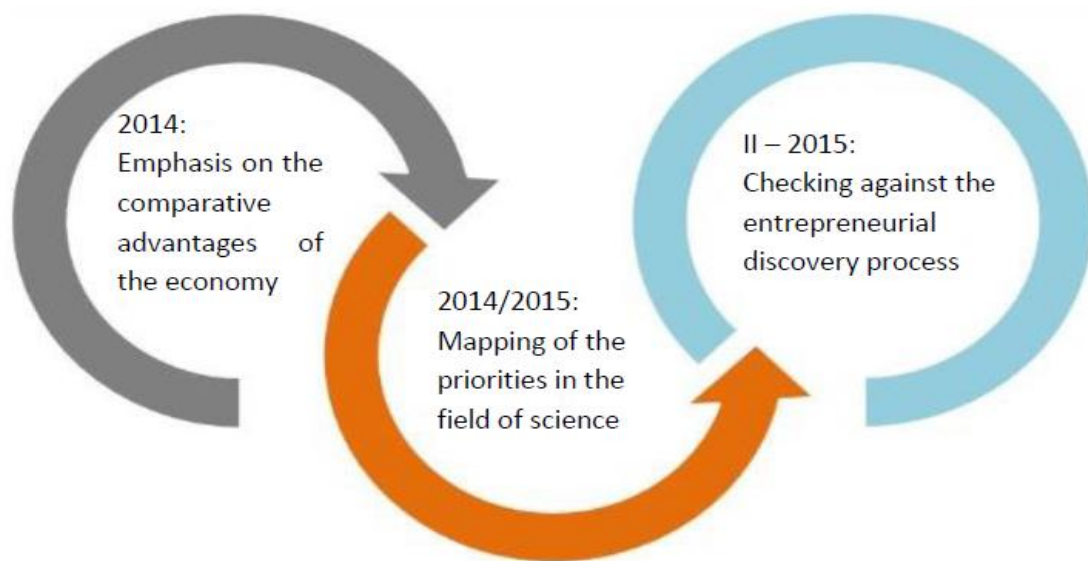 2014:
Emphasis on the
comparative
advantages of
the economy
2014/2015:
Mapping of the
priorities in the
field of science
II – 2015:
Checking against the
entrepreneurial
discovery process